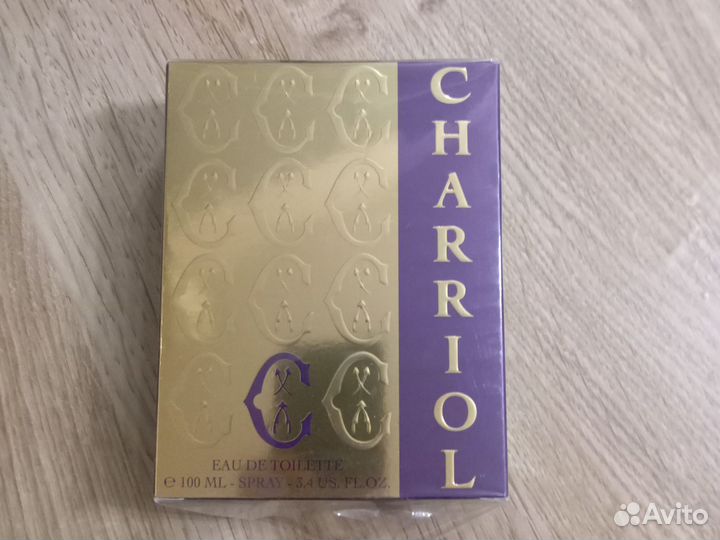 CHARRIOL
EAU DE TOILETTE
℮ 100 ML - SPRAY - 3.4 US. FL.OZ.
Avito